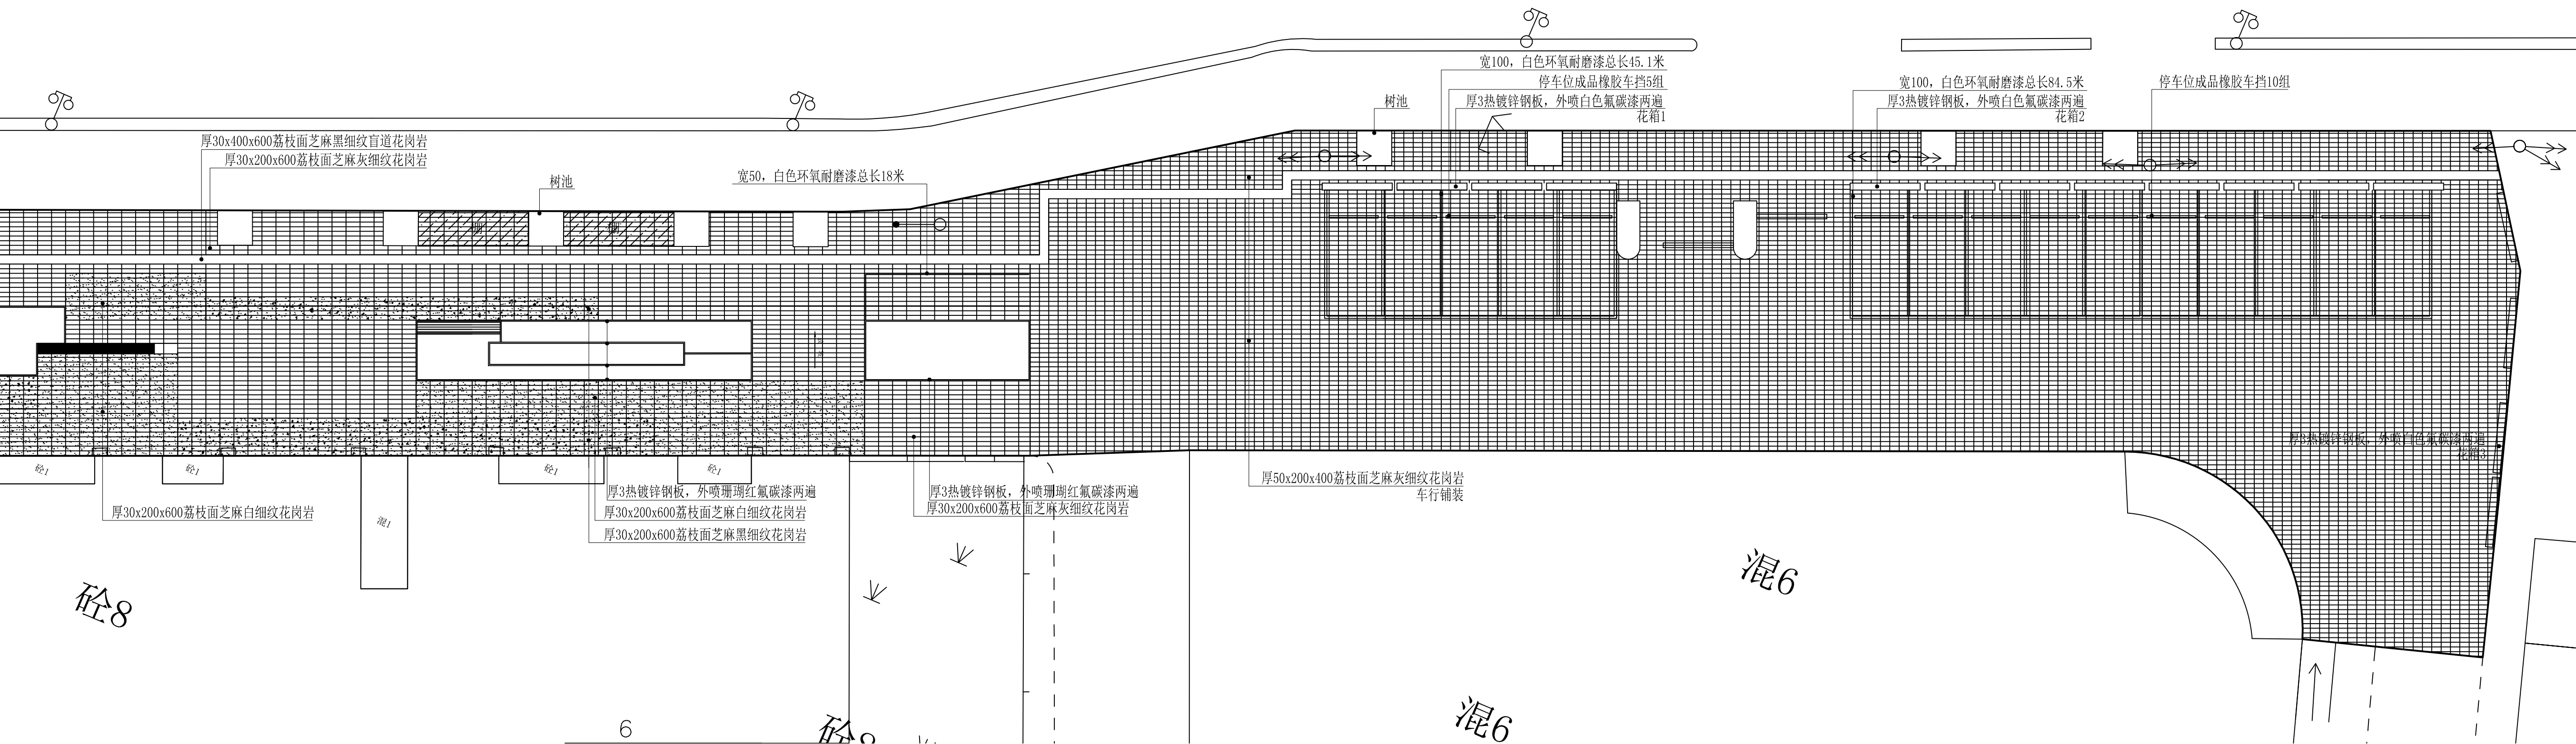 宽100，白色环氧耐磨漆总长45.1米
停车位成品橡胶车挡5组
厚3热镀锌钢板，外喷白色氟碳漆两遍
花箱1
树池
宽100，白色环氧耐磨漆总长84.5米
厚3热镀锌钢板，外喷白色氟碳漆两遍
花箱2
停车位成品橡胶车挡10组
厚30x400x600荔枝面芝麻黑细纹盲道花岗岩
厚30x200x600荔枝面芝麻灰细纹花岗岩
树池
宽50，白色环氧耐磨漆总长18米
厚3热镀锌钢板，外喷白色氟碳漆两遍
花箱3
砼1
砼1
砼1
砼1
混1
厚30x200x600荔枝面芝麻白细纹花岗岩
厚3热镀锌钢板，外喷珊瑚红氟碳漆两遍
厚30x200x600荔枝面芝麻白细纹花岗岩
厚30x200x600荔枝面芝麻黑细纹花岗岩
厚3热镀锌钢板，外喷珊瑚红氟碳漆两遍
厚30x200x600荔枝面芝麻灰细纹花岗岩
厚50x200x400荔枝面芝麻灰细纹花岗岩
车行铺装
砼8
混6
6
混6